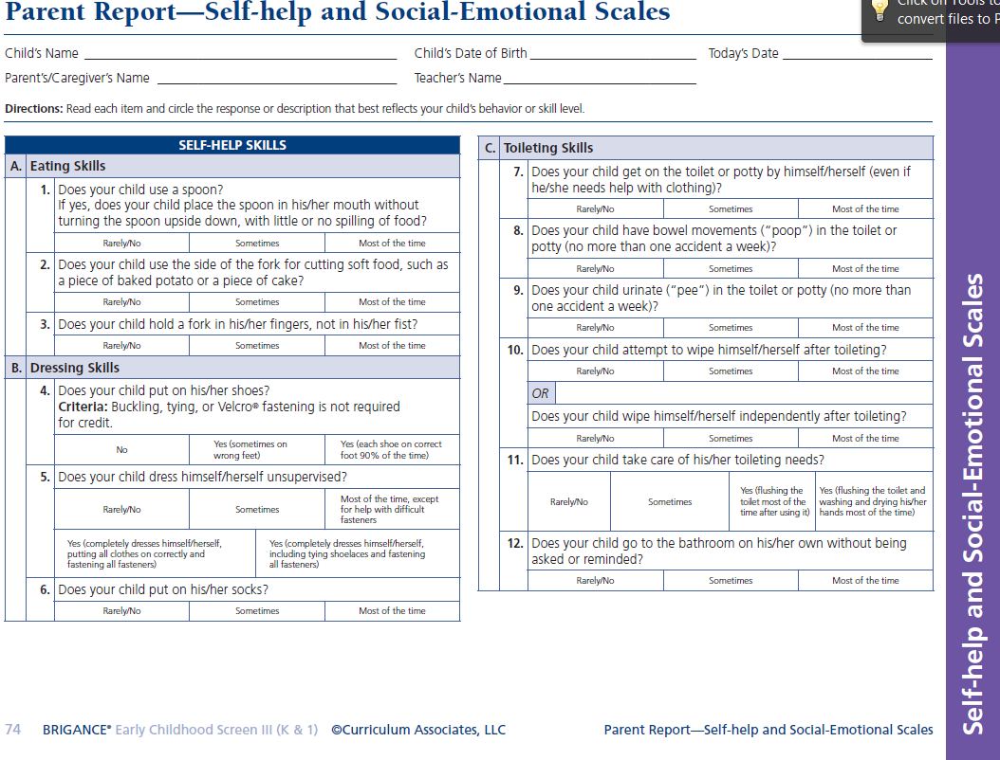 Parent Report—Self-help and Social-Emotional Scales
convert files to P
Child's Name
Child's Date of Birth
Today's Date
Parent's/Caregiver's Name
Teacher's Name
Directions: Read each item and circle the response or description that best reflects your child's behavior or skill level.
SELF-HELP SKILLS
A. Eating Skills
1. Does your child use a spoon?
If yes, does your child place the spoon in his/her mouth without
turning the spoon upside down, with little or no spilling of food?
Rarely/No Sometimes Most of the time
2. Does your child use the side of the fork for cutting soft food, such as
a piece of baked potato or a piece of cake?
Rarely/No Sometimes Most of the time
3. Does your child hold a fork in his/her fingers, not in his/her fist?
Rarely/No Sometimes Most of the time
B. Dressing Skills
4. Does your child put on his/her shoes?
Criteria: Buckling, tying, or Velcro® fastening is not required
for credit.
No
Yes (sometimes on
wrong feet)
Yes (each shoe on correct
foot 90% of the time)
5. Does your child dress himself/herself unsupervised?
Rarely/No
Sometimes
Most of the time, except
for help with difficult
fasteners
Yes (completely dresses himself/herself,
putting all clothes on correctly and
fastening all fasteners)
Yes (completely dresses himself/herself,
including tying shoelaces and fastening
all fasteners)
6. Does your child put on his/her socks?
Rarely/No Sometimes Most of the time
C. Toileting Skills
7. Does your child get on the toilet or potty by himself/herself (even if
he/she needs help with clothing)?
Rarely/No Sometimes Most of the time
8. Does your child have bowel movements ("poop") in the toilet or
potty (no more than one accident a week)?
Rarely/No Sometimes Most of the time
9. Does your child urinate ("pee") in the toilet or potty (no more than
one accident a week)?
Rarely/No Sometimes Most of the time
10. Does your child attempt to wipe himself/herself after toileting?
Rarely/No Sometimes Most of the time
OR
Does your child wipe himself/herself independently after toileting?
Rarely/No Sometimes Most of the time
11. Does your child take care of his/her toileting needs?
Rarely/No
Sometimes
Yes (flushing the
toilet most of the
time after using it)
Yes (flushing the toilet and
washing and drying his/her
hands most of the time)
12. Does your child go to the bathroom on his/her own without being
asked or reminded?
Rarely/No Sometimes Most of the time
Self-help and Social-Emotional Scales
74 BRIGANCE® Early Childhood Screen III (K & 1) ©Curriculum Associates, LLC
Parent Report—Self-help and Social-Emotional Scales